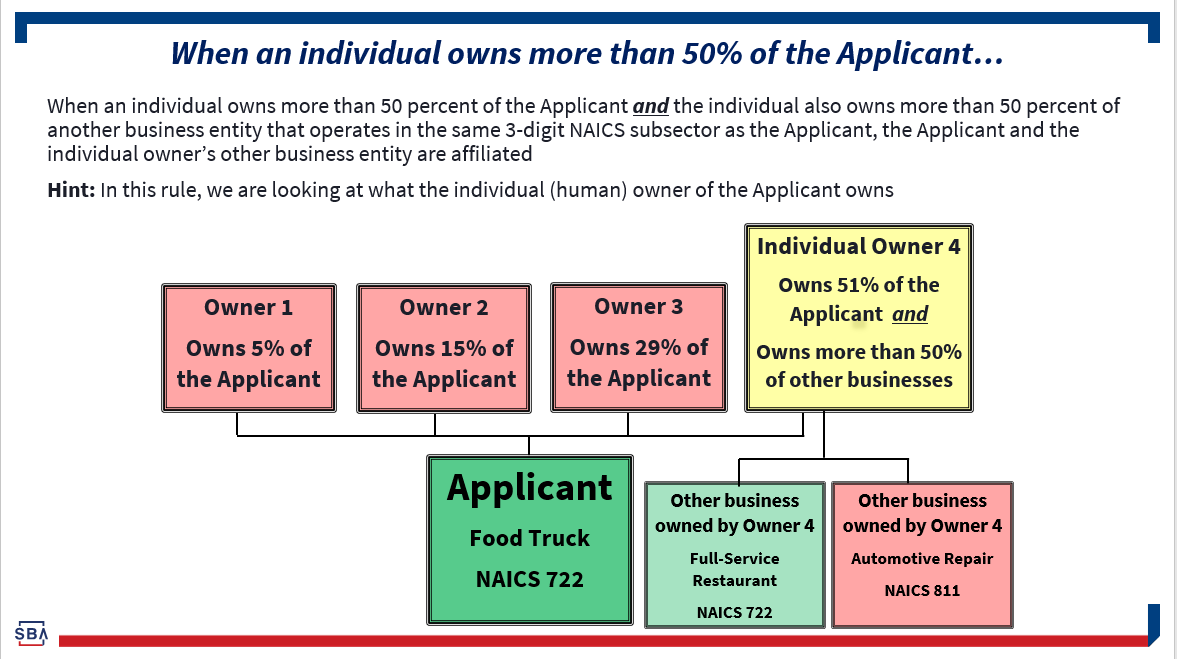 When an individual owns more than 50% of the Applicant…
When an individual owns more than 50 percent of the Applicant and the individual also owns more than 50 percent of
another business entity that operates in the same 3-digit NAICS subsector as the Applicant, the Applicant and the
individual owner’s other business entity are affiliated
Hint: In this rule, we are looking at what the individual (human) owner of the Applicant owns
Owner 1
Owns 5% of
the Applicant
Owner 2
Owns 15% of
the Applicant
Owner 3
Owns 29% of
the Applicant
Individual Owner 4
Owns 51% of the
Applicant and
Owns more than 50%
of other businesses
Applicant
Food Truck
NAICS 722
Other business
owned by Owner 4
Full-Service
Restaurant
NAICS 722
Other business
owned by Owner 4
Automotive Repair
NAICS 811
SBA